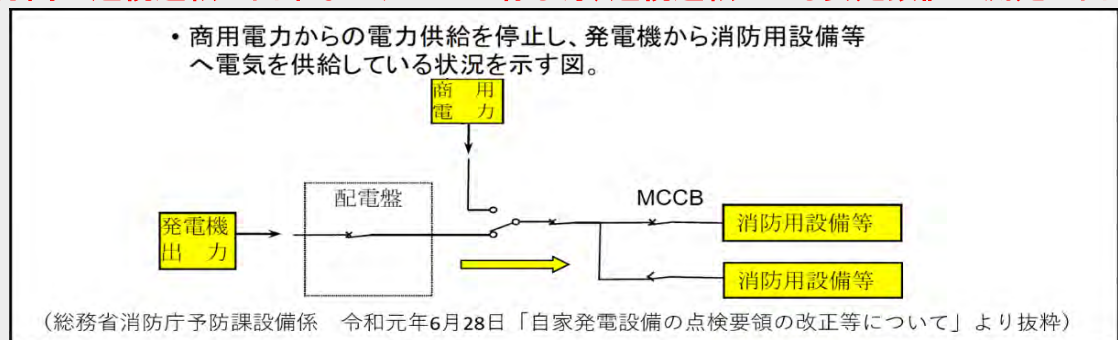 ・商用電力からの電力供給を停止し、発電機から消防用設備等
へ電気を供給している状況を示す図。
商 用
電 力
配電盤
MCCB
発電機
出 力
消防用設備等
消防用設備等
（総務省消防庁予防課設備係 令和元年6月28日「自家発電設備の点検要領の改正等について」より抜粋）